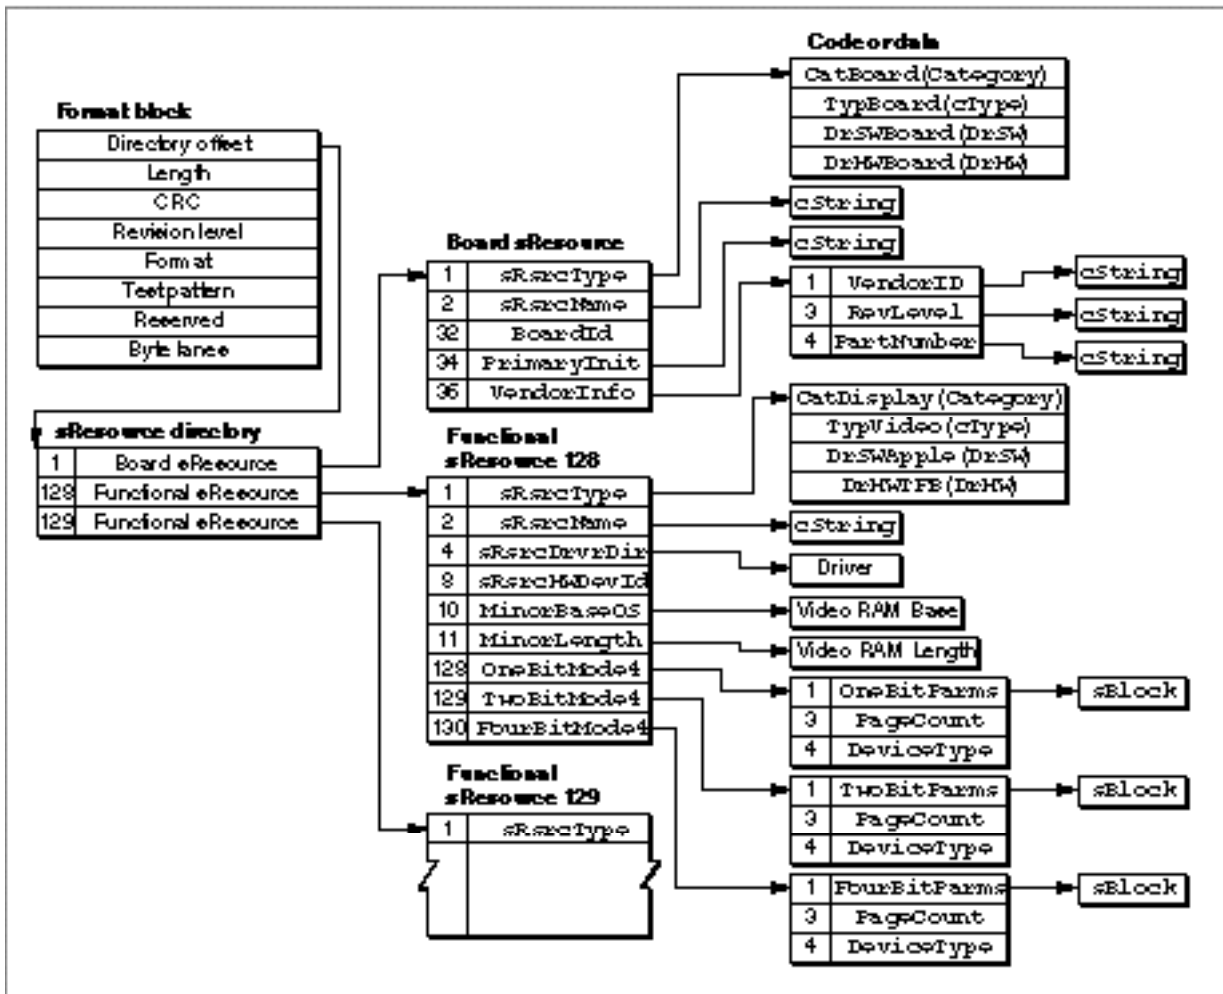 Format block
Directory offset
Length
CRC
Revision level
Format
Testpattern
Reserved
Byte lanes
sResource directory
1 Board sResource
128 Functional sResource
129 Functional sResource
Board sResource
1 sRsrcType
2 sRsrcName
32 BoardId
34 PrimaryInit
36 VendorInfo
Functional
sResource 128
1 sRsrcType
2 sRsrcName
4 sRsrcDrvrDir
8 sRsrcHWDevId
10 MinorBaseOS
11 MinorLength
128 OneBitMode4
129 TwoBitMode4
130 FourBitMode4
Functional
sResource 129
1 sRsrcType
Code or data
CatBoard(Category)
TypBoard(cType)
DrSWBoard(DrSW)
DrHWBoard(DrHW)
cString
cString
1 VendorID
3 RevLevel
4 PartNumber
cString
cString
cString
CatDisplay(Category)
TypVideo(cType)
DrSWApple(DrSW)
DrHWTFB(DrHW)
cString
Driver
Video RAM Base
Video RAM Length
1 OneBitParms
3 PageCount
4 DeviceType
sBlock
1 TwoBitParms
3 PageCount
4 DeviceType
sBlock
1 FourBitParms
3 PageCount
4 DeviceType
sBlock